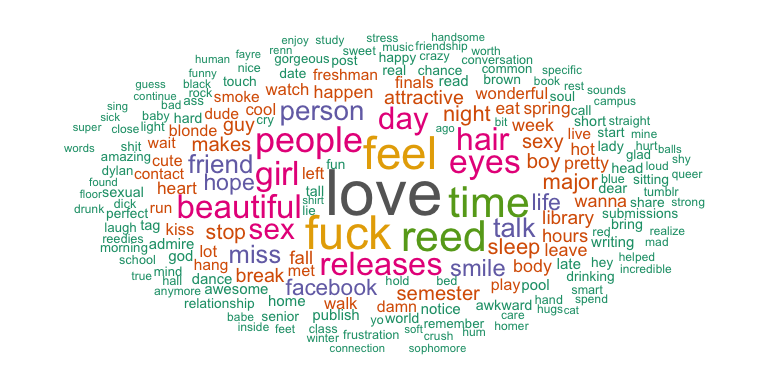 enjoy study stress handsome
renn sweet music friendship worth
human fayre gorgeous post happy crazy conversation
funny nice date freshman real chance common specific
guess black touch watch happen finals read brown book rest sounds
continue rock smoke attractive wonderful soul campus
sing bad ass cool person day night eat spring call
sick baby hard dude cry ago bit week short straight
super close light blonde guy people feel hair sexy live start mine
words shit wait makes eyes boy hot lady hurt balls
amazing cute friend girl left fun pretty head glad shy
dylan contact hope tall love major blue sitting loud queer
found heart shirt time life dear tumblr
floor sexual beautiful lie wanna share strong
drunk dick perfect run library submissions
laugh tag kiss stop sex fuck reed talk hours red bring realize
reedies admire miss sleep leave writing mad
morning god lot fall releases smile body late hey helped
school hang met incredible
true mind hall dance break hold bed play pool drinking
anymore awesome facebook semester smart
relationship home walk damn awkward hand spend
babe senior publish yo world notice care hugs cat
inside feet class frustration soft remember hum homer
winter crush
connection sophomore